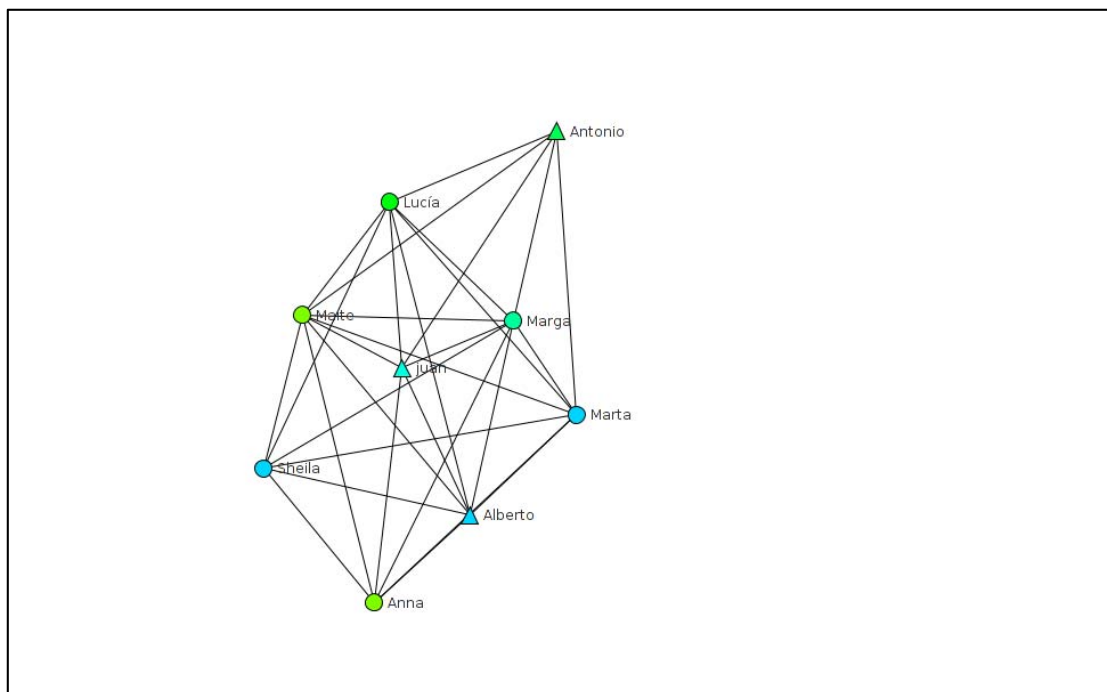 Antonio
Lucía
Maite
Marga
juan
Marta
Sheila
Alberto
Anna